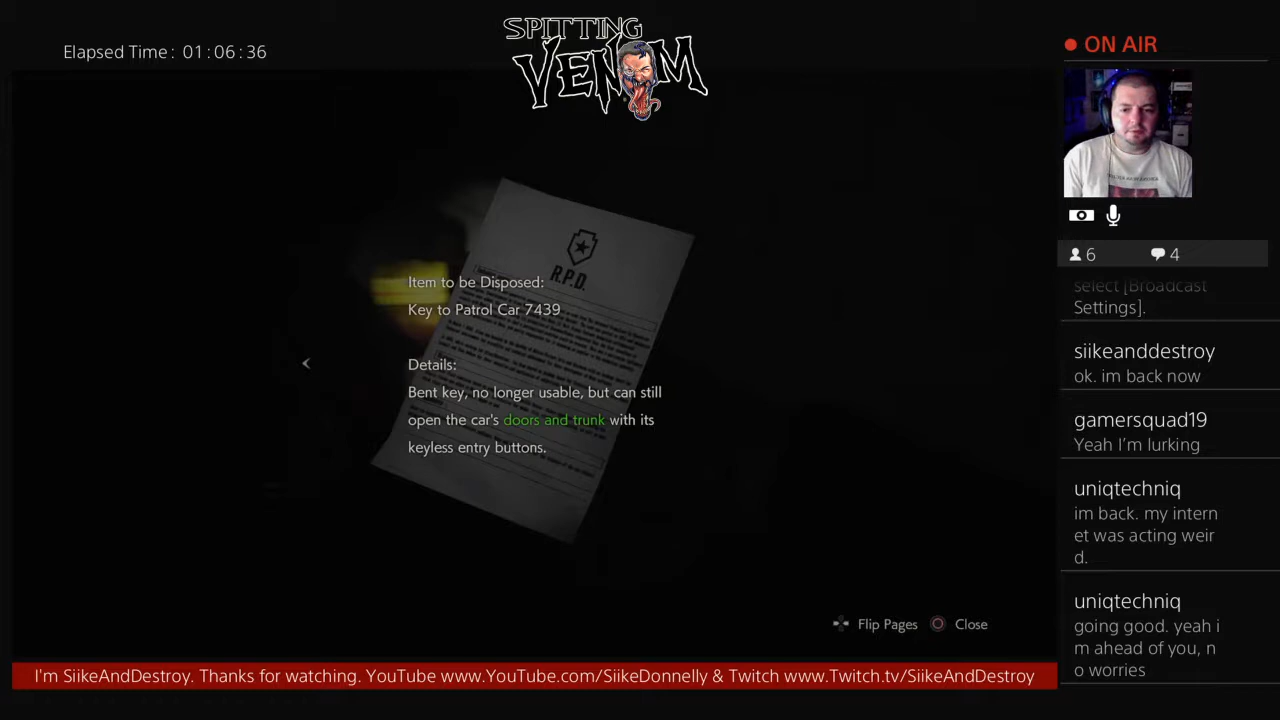 SPITTING
VENOM
Elapsed Time: 01:06:36
ON AIR
6 4
R.P.D.
Item to be Disposed:
Key to Patrol Car 7439
Details:
Bent key, no longer usable, but can still
open the car's doors and trunk with its
keyless entry buttons.
Flip Pages Close
select [Broadcast
Settings].
siikeanddestroy
ok. im back now
gamersquad19
Yeah I'm lurking
uniqtechniq
im back. my intern
et was acting weir
d.
uniqtechniq
going good. yeah i
m ahead of you, n
o worries
I'm SiikeAndDestroy. Thanks for watching. YouTube www.YouTube.com/SiikeDonnelly & Twitch www.Twitch.tv/SiikeAndDestroy